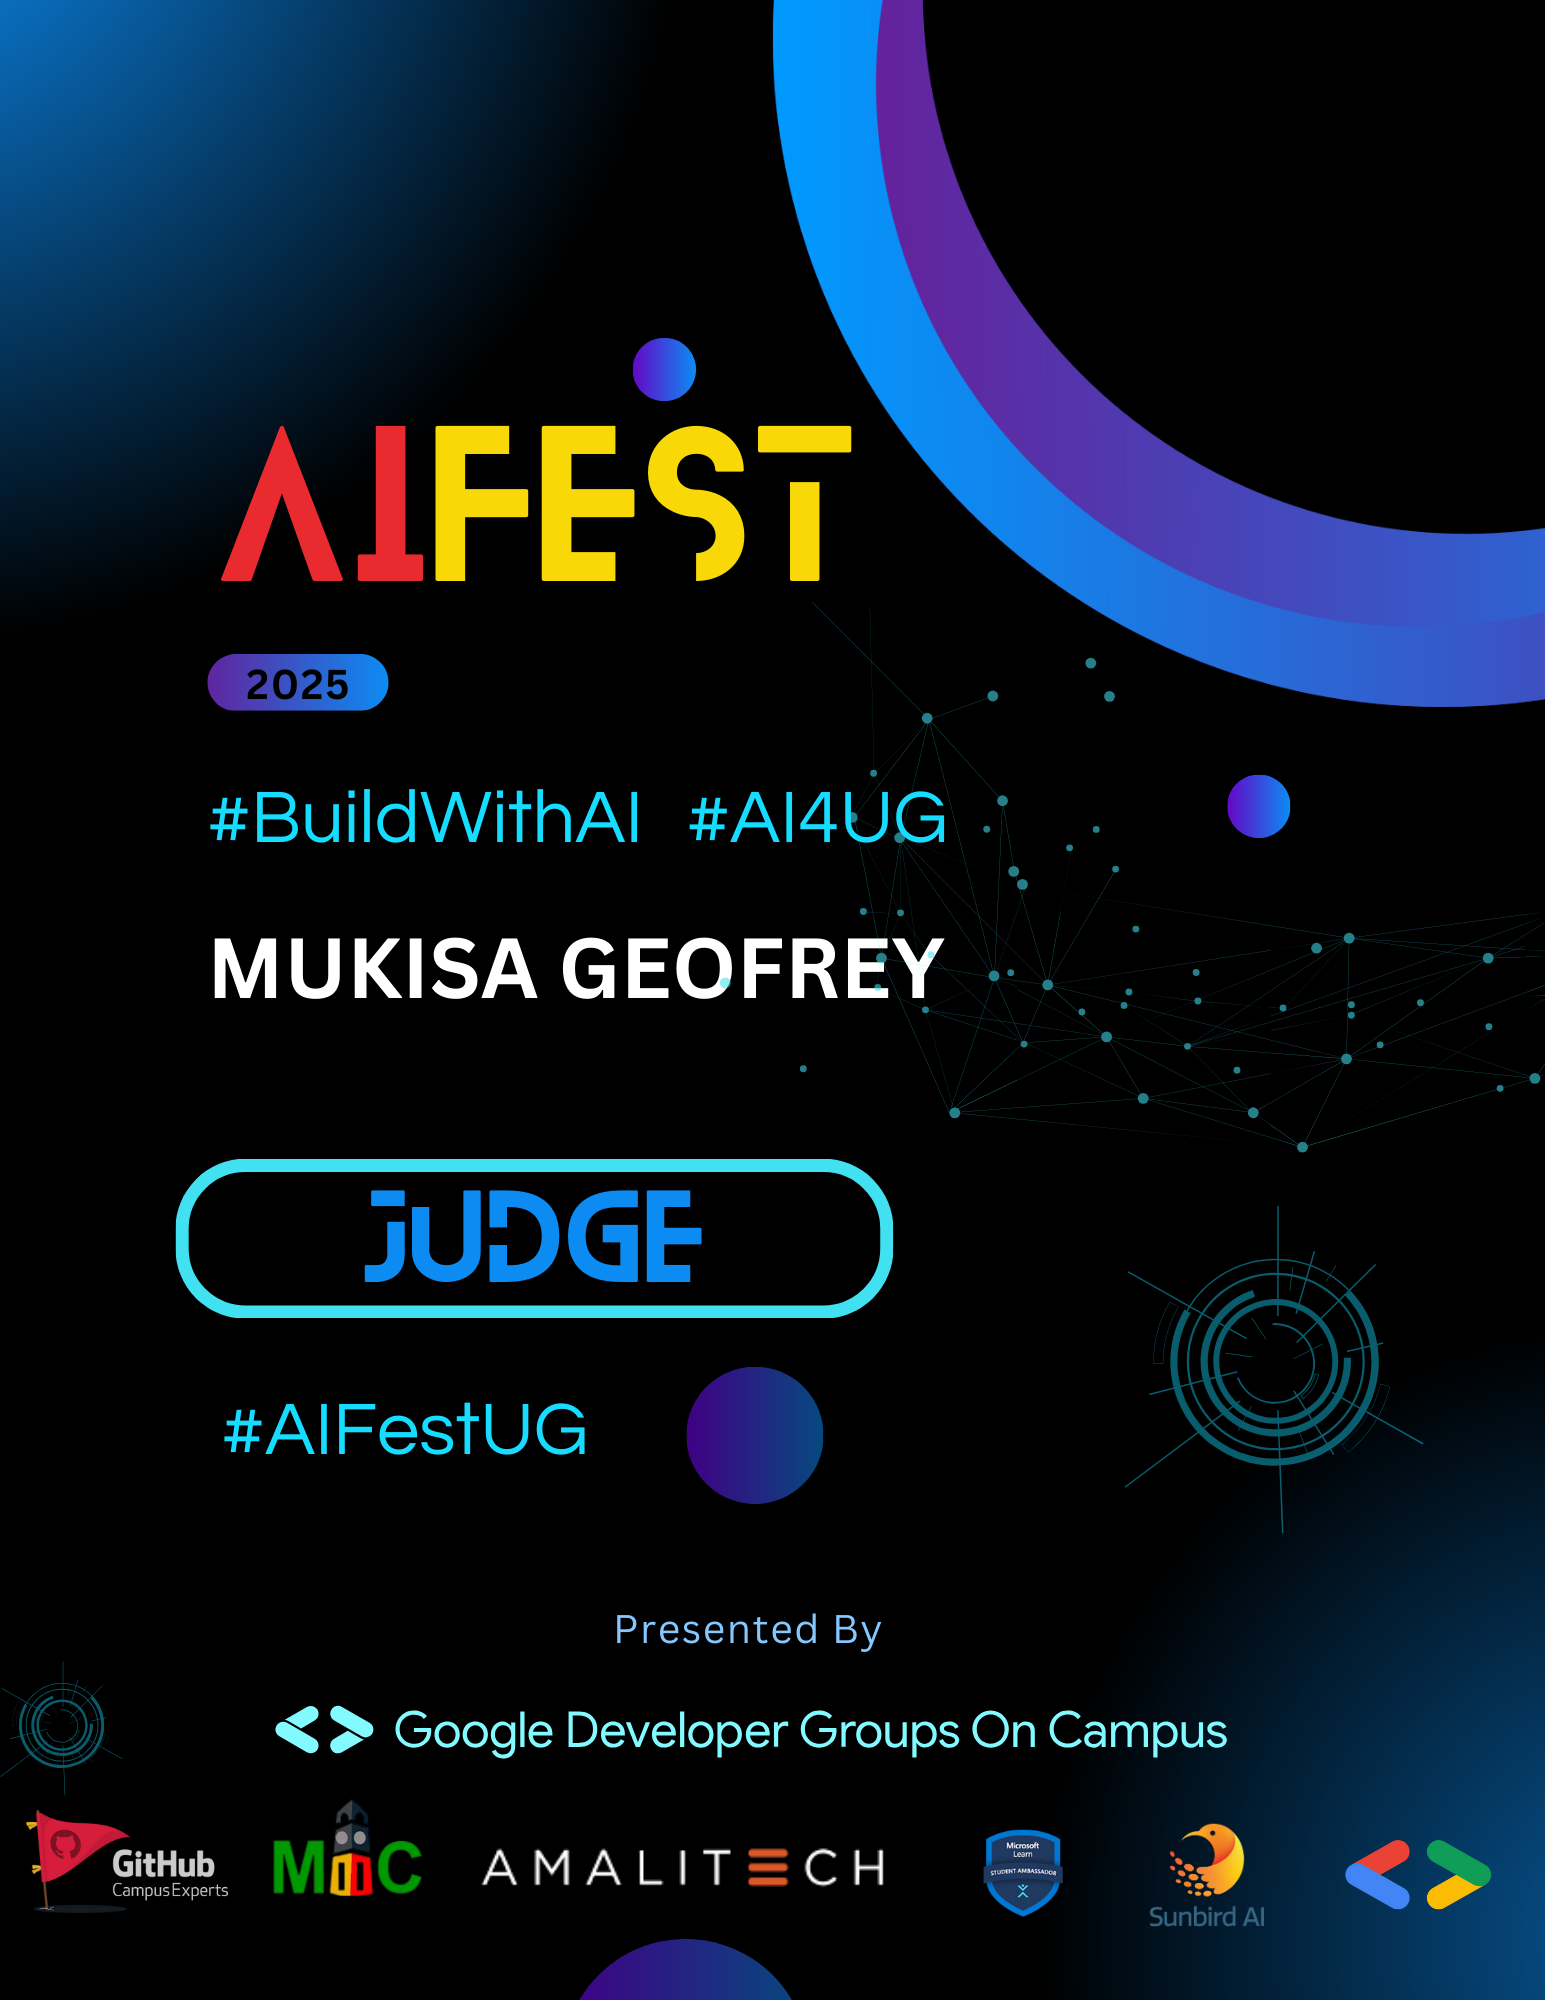 AIFEST
2025
#BuildWithAI #AI4UG
MUKISA GEOFREY
JUDGE
#AIFestUG
Presented By
Google Developer Groups On Campus
GitHub
Campus Experts
AMALITECH
Microsoft
Learn
STUDENT AMBASSADOR
Sunbird AI